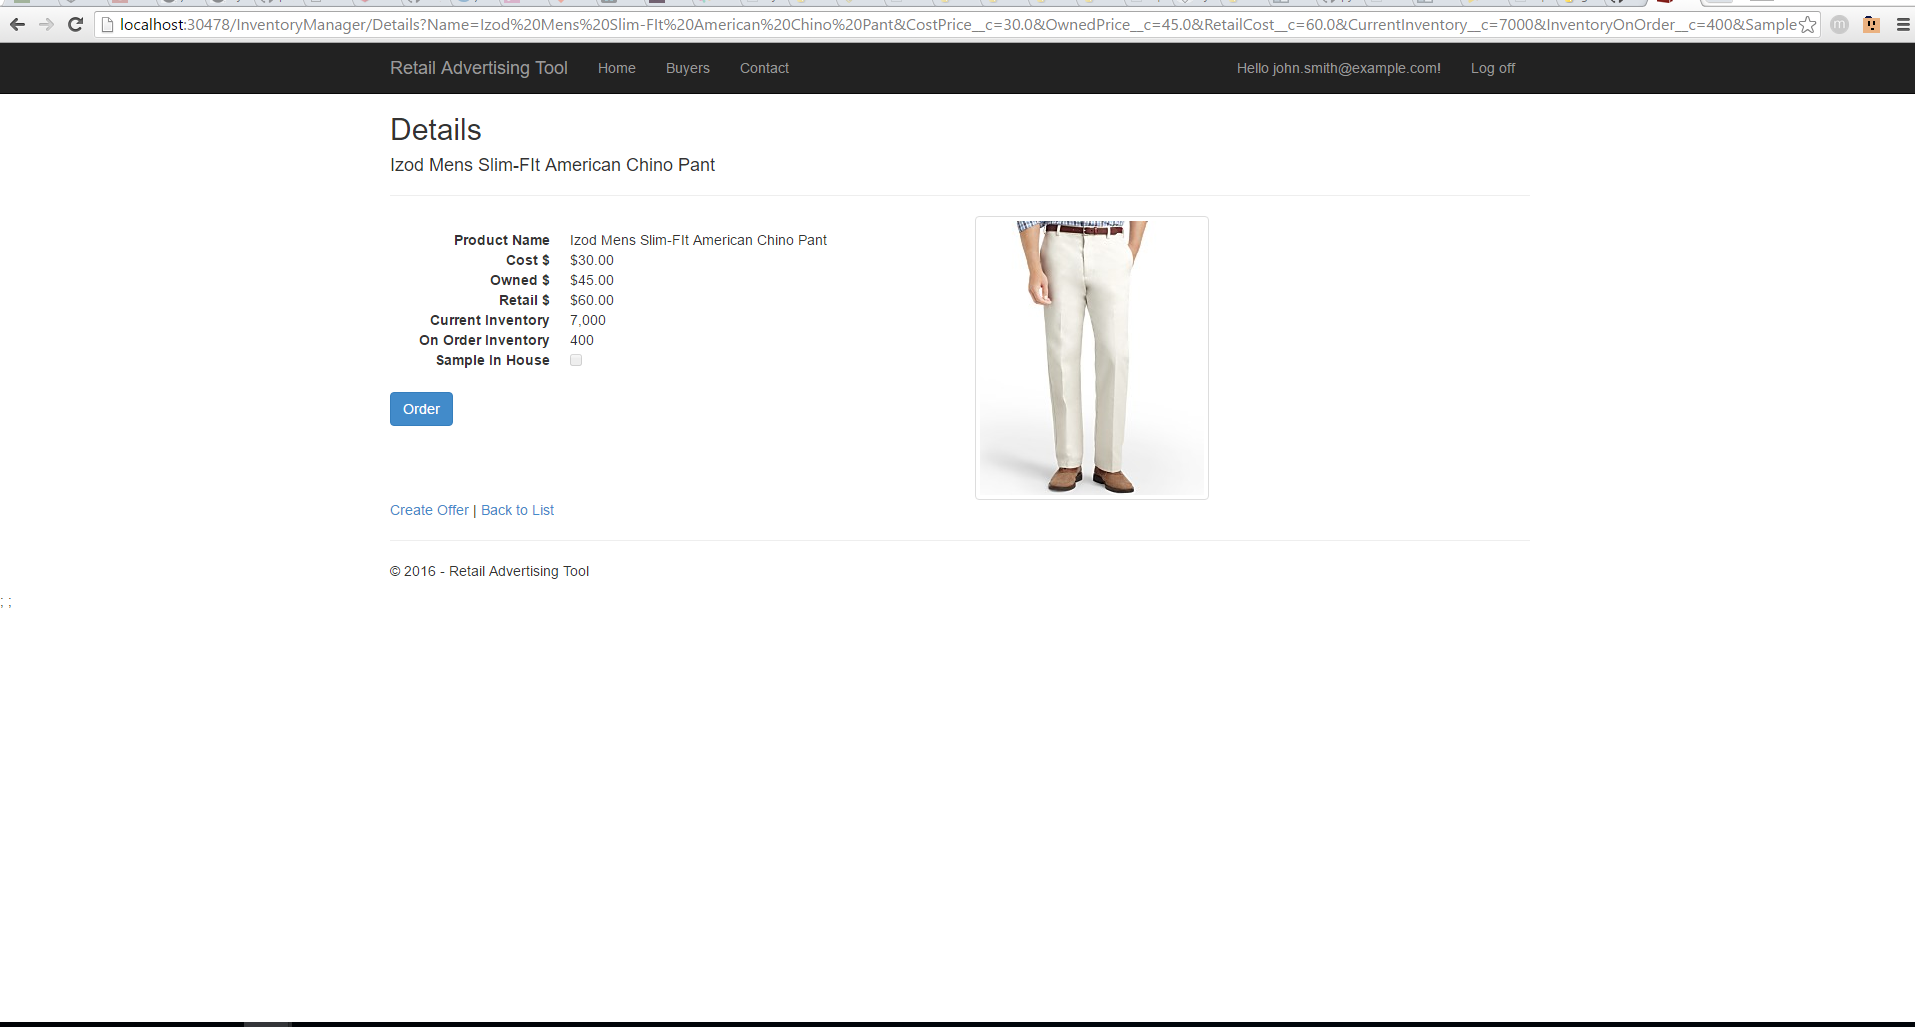 localhost:30478/InventoryManager/Details?Name=Izod%20Mens%20Slim-FIt%20American%20Chino%20Pant&CostPrice__c=30.0&OwnedPrice__c=45.0&RetailCost__c=60.0&CurrentInventory__c=7000&InventoryOnOrder__c=400&Sample
m
Retail Advertising Tool Home Buyers Contact Hello john.smith@example.com! Log off
Details
Izod Mens Slim-FIt American Chino Pant
Product Name Izod Mens Slim-FIt American Chino Pant
Cost $ $30.00
Owned $ $45.00
Retail $ $60.00
Current Inventory 7,000
On Order Inventory 400
Sample In House
Order
Create Offer | Back to List
© 2016 - Retail Advertising Tool
; ;